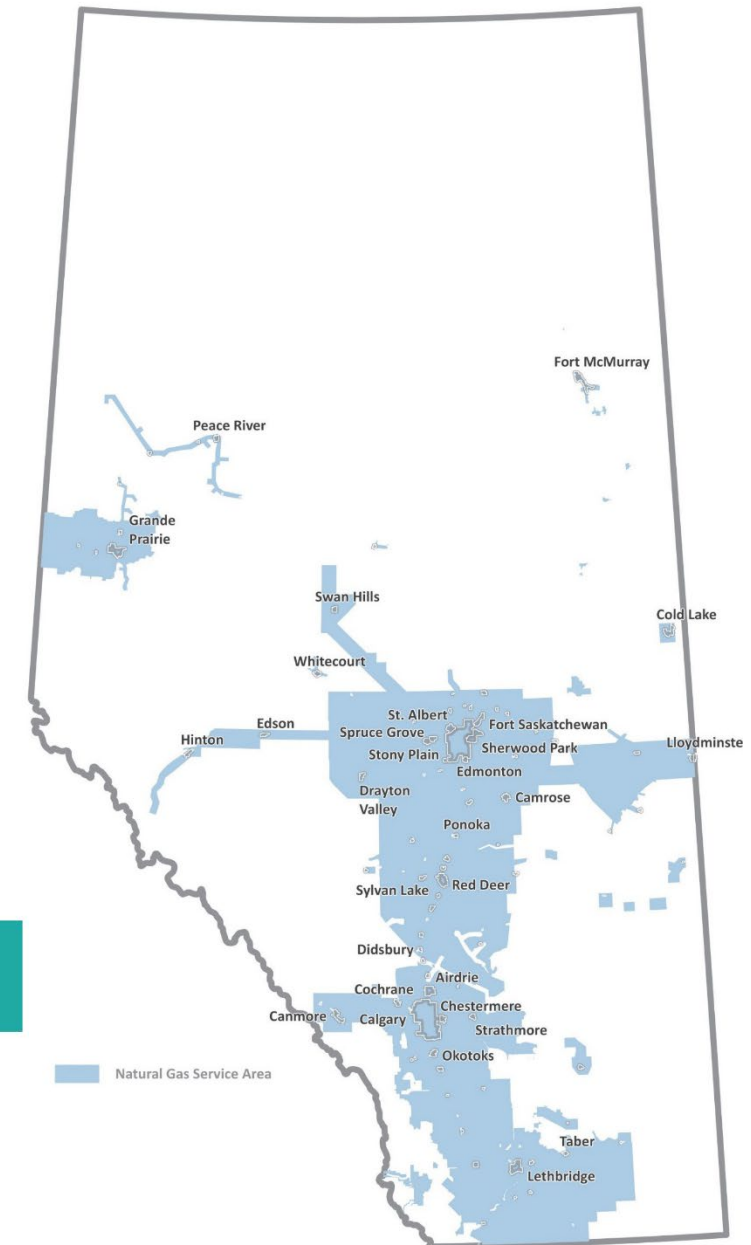 Fort McMurray
Peace River
Grande
Prairie
Swan Hills
Cold Lake
Whitecourt
St. Albert
Fort Saskatchewan
Edson
Spruce Grove
Hinton
Sherwood Park
Lloydminste
Stony Plain
Edmonton
Drayton
Valley
Camrose
Ponoka
Sylvan Lake
Red Deer
Didsbury
Airdrie
Cochrane
Chestermere
Canmore
Calgary
Strathmore
Okotoks
Natural Gas Service Area
Taber
Lethbridge